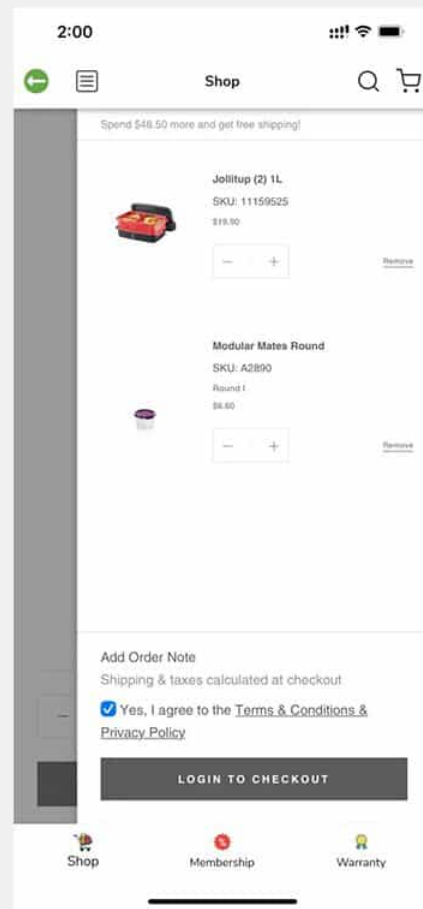 2:00
Shop
Spend $48.50 more and get free shipping!
Jollitup (2) 1L
SKU: 11159525
$19.90
Remove
Modular Mates Round
SKU: A2890
Round I
$6.60
Remove
Add Order Note
Shipping & taxes calculated at checkout
Yes, I agree to the Terms & Conditions &
Privacy Policy
LOGIN TO CHECKOUT
Shop Membership Warranty